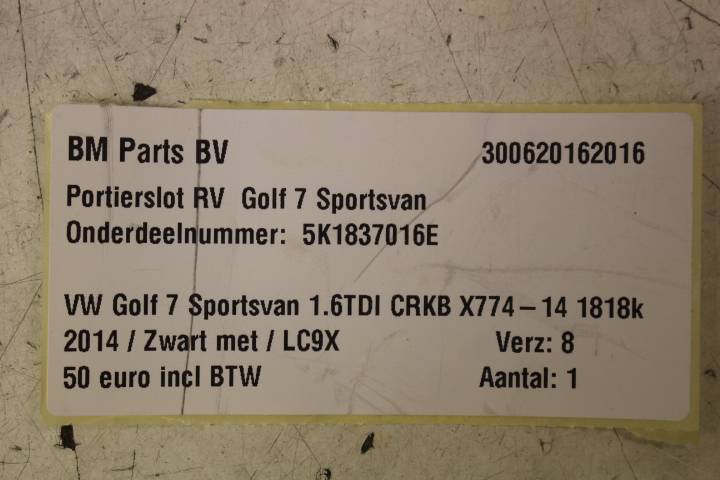 BM Parts BV 300620162016
Portierslot RV Golf 7 Sportsvan
Onderdeelnummer: 5K1837016E
VW Golf 7 Sportsvan 1.6TDI CRKB X774-14 1818k
2014 / Zwart met / LC9X Verz: 8
50 euro incl BTW Aantal: 1